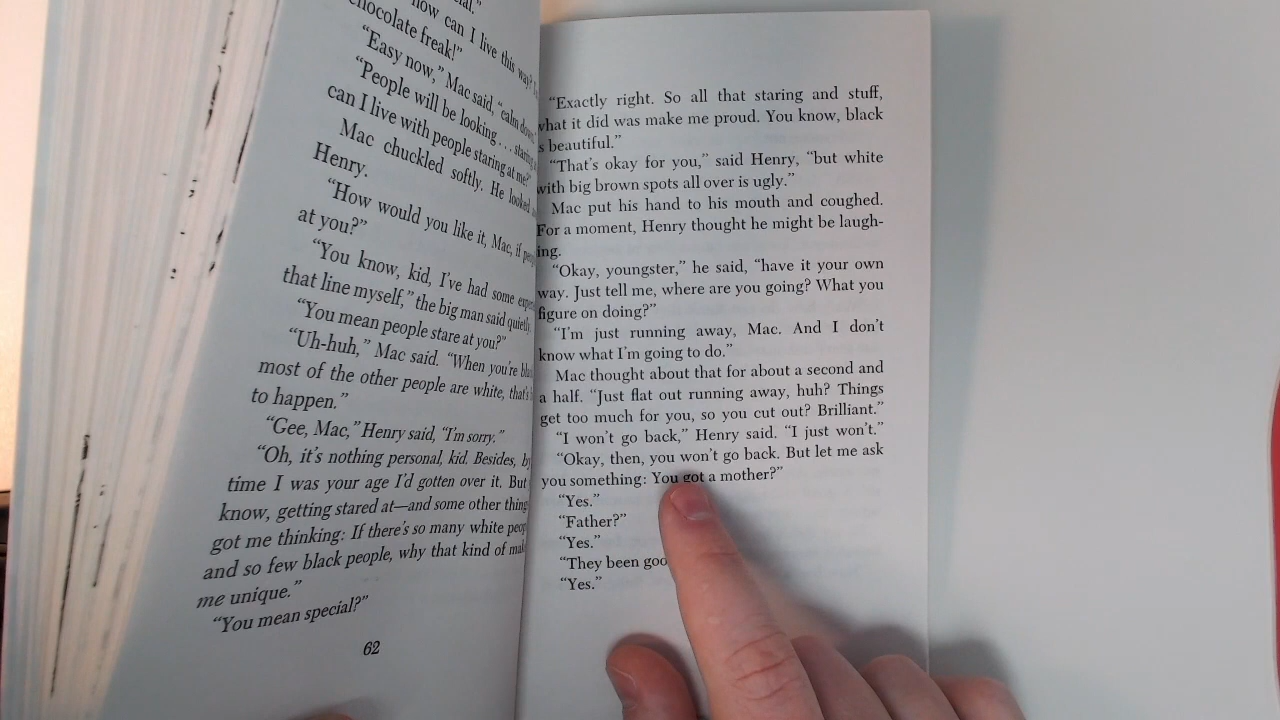 ial."
how can I live this way?
chocolate freak!"
"Easy now," Mac said, "calm down."
"People will be looking . . . staring
can I live with people staring at me?"
Mac chuckled softly. He looked
Henry.
"How would you like it, Mac, if
at you?"
"You know, kid, I've had some
that line myself," the big man said quietly
"You mean people stare at you?"
"Uh-huh," Mac said. "When you're
most of the other people are white, that's
to happen."
"Gee, Mac," Henry said, "I'm sorry."
"Oh, it's nothing personal, kid. Besides, by
time I was your age I'd gotten over it. But
know, getting stared at—and some other
got me thinking: If there's so many white
and so few black people, why that kind of
me unique."
"You mean special?"
62
"Exactly right. So all that staring and stuff,
what it did was make me proud. You know, black
is beautiful."
"That's okay for you," said Henry, "but white
with big brown spots all over is ugly."
Mac put his hand to his mouth and coughed.
For a moment, Henry thought he might be laugh-
ing.
"Okay, youngster," he said, "have it your own
way. Just tell me, where are you going? What you
figure on doing?"
"I'm just running away, Mac. And I don't
know what I'm going to do."
Mac thought about that for about a second and
a half. "Just flat out running away, huh? Things
get too much for you, so you cut out? Brilliant."
"I won't go back," Henry said. "I just won't."
"Okay, then, you won't go back. But let me ask
you something: You got a mother?"
"Yes."
"Father?"
"Yes."
"They been goo
"Yes."